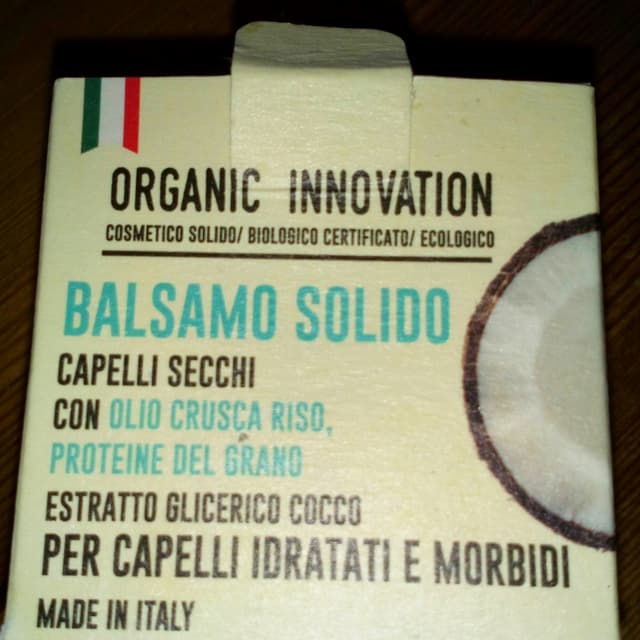 ORGANIC INNOVATION
COSMETICO SOLIDO/ BIOLOGICO CERTIFICATO/ ECOLOGICO
BALSAMO SOLIDO
CAPELLI SECCHI
CON OLIO CRUSCA RISO,
PROTEINE DEL GRANO
ESTRATTO GLICERICO COCCO
PER CAPELLI IDRATATI E MORBIDI
MADE IN ITALY